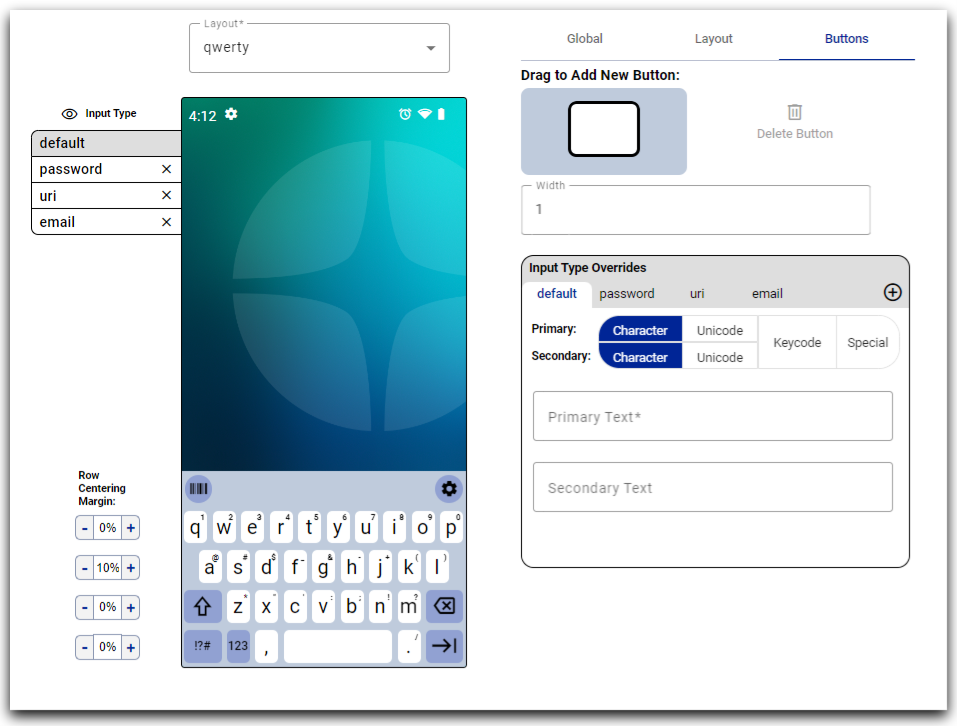 Layout*
qwerty
Global Layout Buttons
Drag to Add New Button:
Delete Button
Width
1
Input Type
default
password
uri
email
4:12
Input Type Overrides
default password uri email
Primary: Character Unicode
Secondary: Character Unicode
Keycode Special
Primary Text*
Secondary Text
Row
Centering
Margin:
- 0% +
- 10% +
- 0% +
- 0% +
q 1 w 2 e 3 r 4 t 5 y 6 u 7 i 8 o 9 p 0
a @ s # d $ f - g & h - j + k ( l )
z * x " c ' v : b ; n ! m ?
!?# 123 , . /